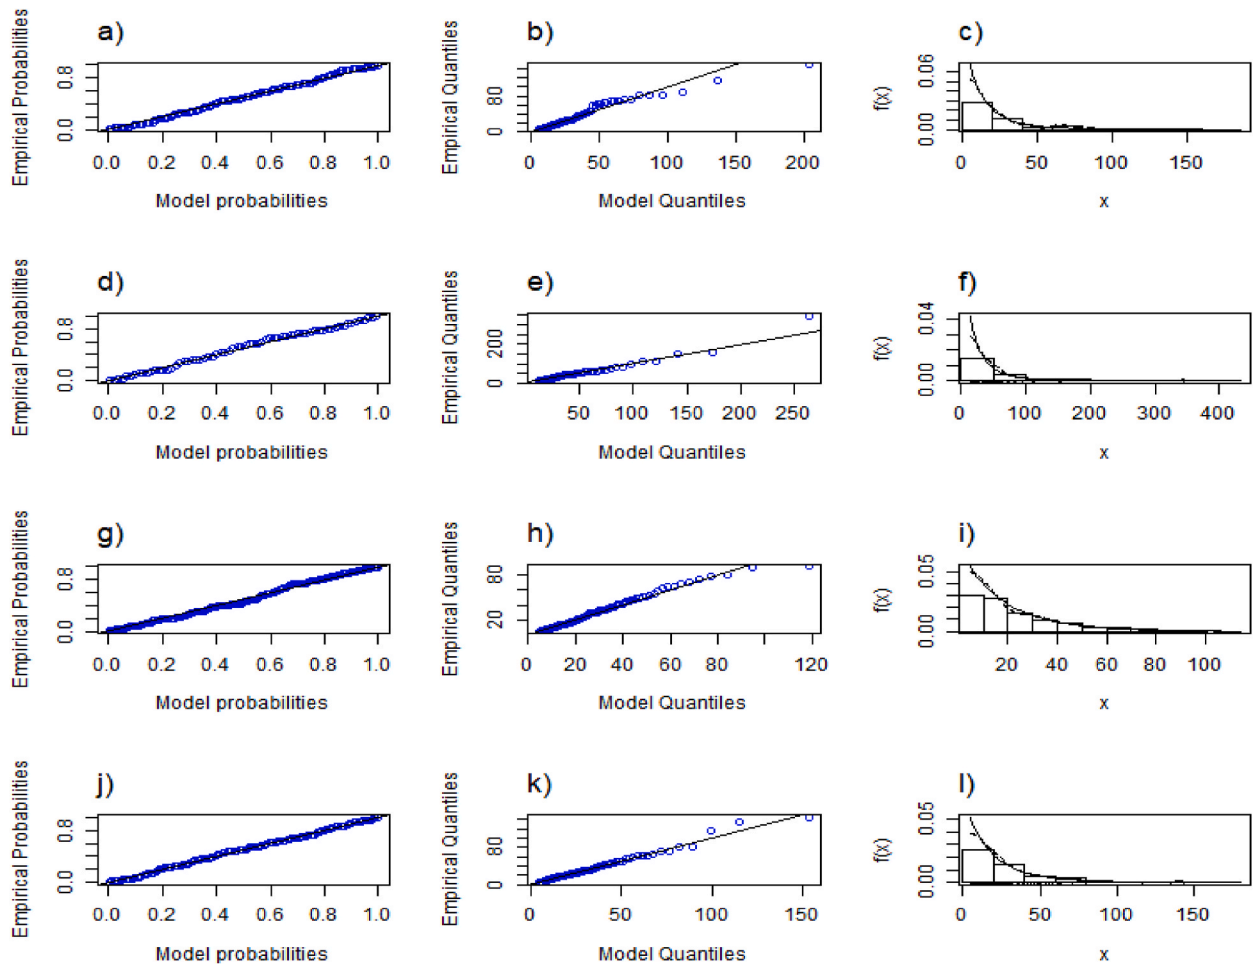 a)
Empirical Probabilities
0.0 0.8
0.0 0.2 0.4 0.6 0.8 1.0
Model probabilities
b)
Empirical Quantiles
0 80
0 50 100 150 200
Model Quantiles
c)
f(x)
0.00 0.06
0 50 100 150
x
d)
Empirical Probabilities
0.0 0.8
0.0 0.2 0.4 0.6 0.8 1.0
Model probabilities
e)
Empirical Quantiles
0 200
50 100 150 200 250
Model Quantiles
f)
f(x)
0.00 0.04
0 100 200 300 400
x
g)
Empirical Probabilities
0.0 0.8
0.0 0.2 0.4 0.6 0.8 1.0
Model probabilities
h)
Empirical Quantiles
20 80
0 20 40 60 80 100 120
Model Quantiles
i)
f(x)
0.00 0.05
20 40 60 80 100
x
j)
Empirical Probabilities
0.0 0.8
0.0 0.2 0.4 0.6 0.8 1.0
Model probabilities
k)
Empirical Quantiles
0 80
0 50 100 150
Model Quantiles
l)
f(x)
0.00 0.05
0 50 100 150
x